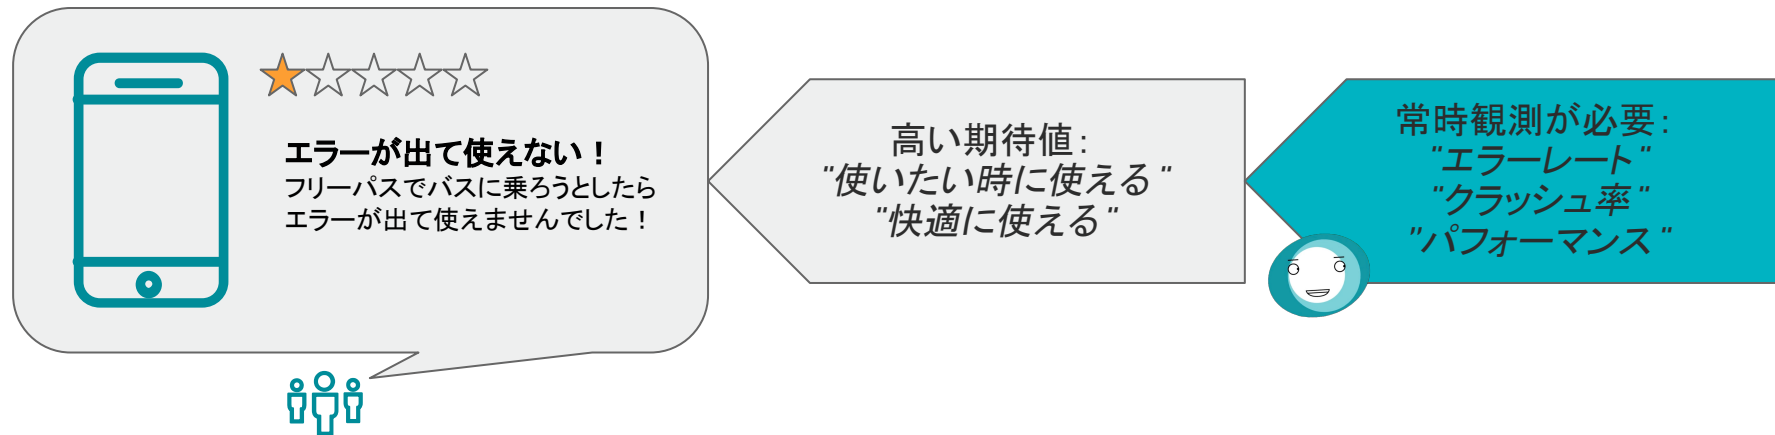 エラーが出て使えない！
フリーパスでバスに乗ろうとしたら
エラーが出て使えませんでした！
高い期待値：
"使いたい時に使える"
"快適に使える"
常時観測が必要：
"エラーレート"
"クラッシュ率"
"パフォーマンス"